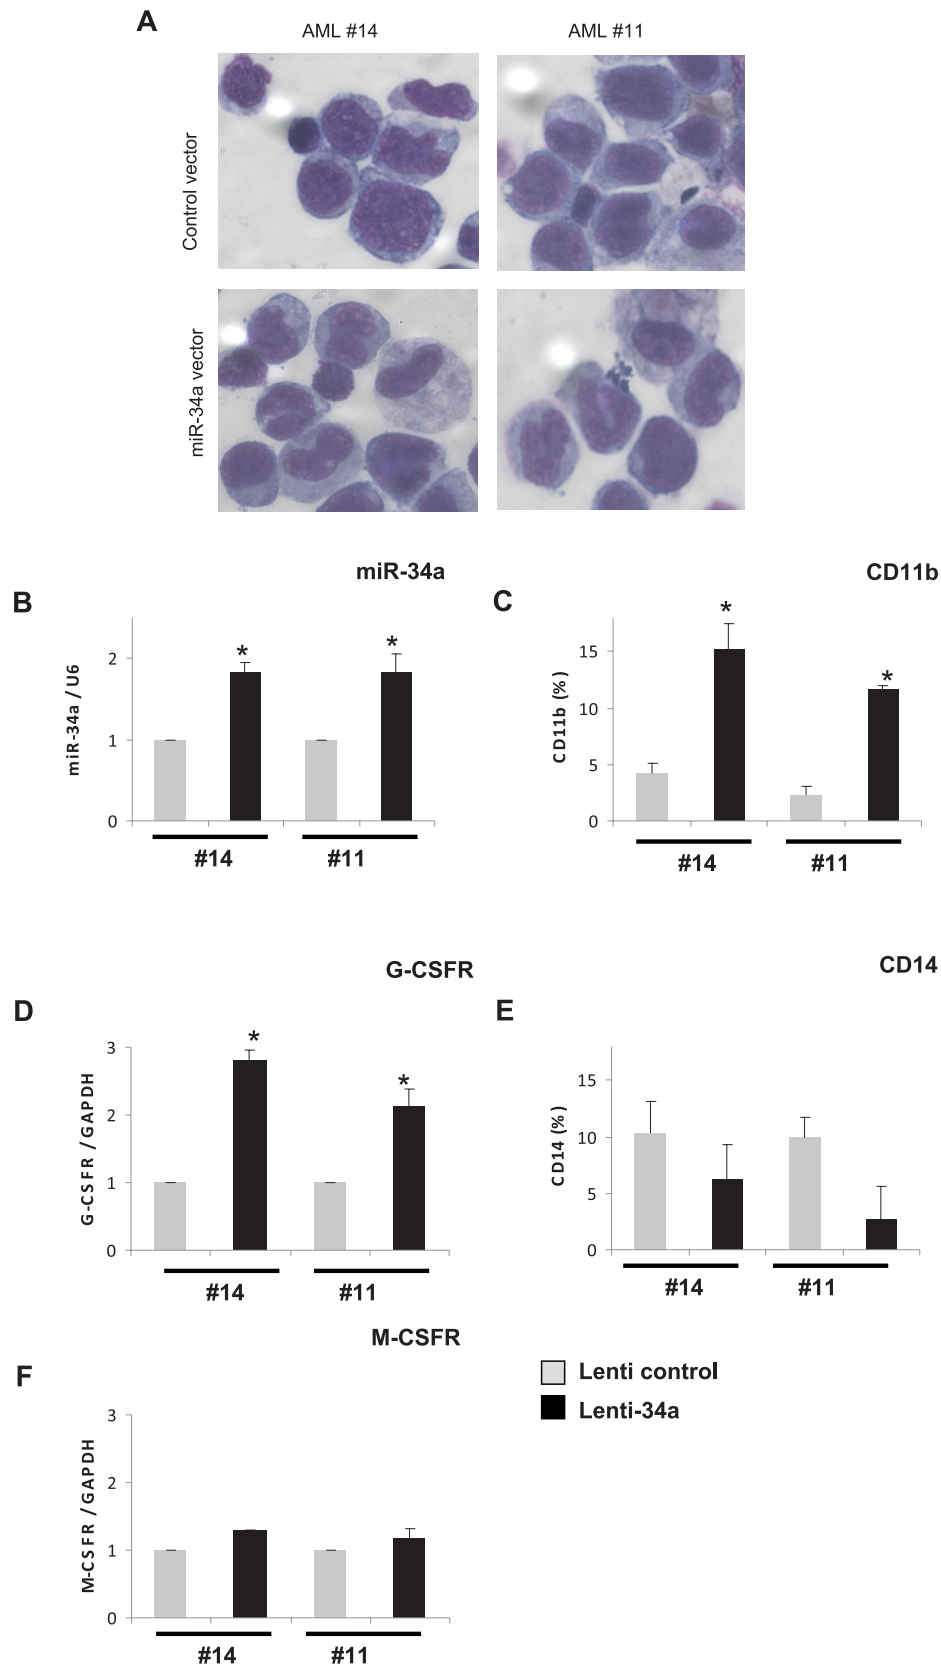 A
AML #14
AML #11
Control vector
miR-34a vector
miR-34a
CD11b
B
C
miR-34a / U6
2
1
0
*
*
#14
#11
CD11b (%)
15
10
5
0
*
*
#14
#11
G-CSFR
CD14
D
E
G-CSFR / GAPDH
3
2
1
0
*
*
#14
#11
CD14 (%)
15
10
5
0
#14
#11
M-CSFR
F
Lenti control
Lenti-34a
M-CSFR / GAPDH
3
2
1
0
#14
#11